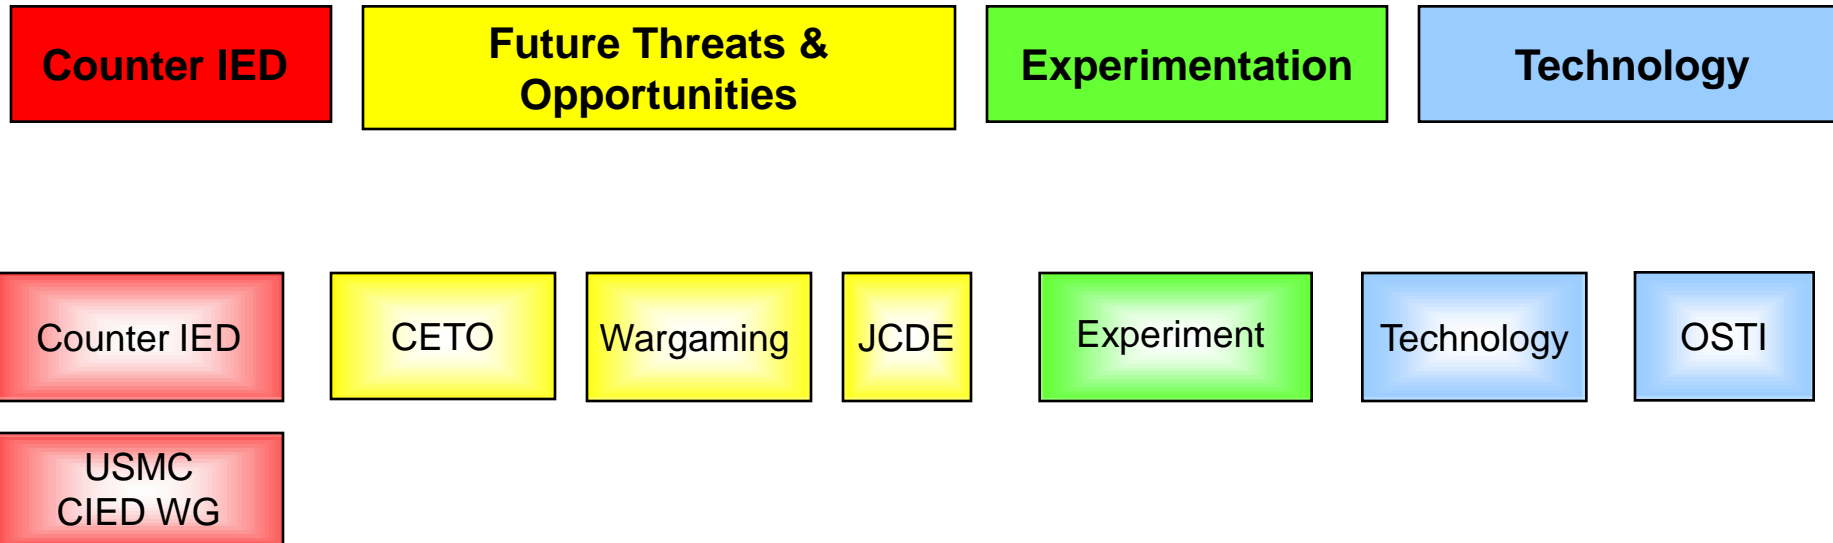 Counter IED
Future Threats &
Opportunities
Experimentation
Technology
Counter IED
CETO
Wargaming
JCDE
Experiment
Technology
OSTI
USMC
CIED WG